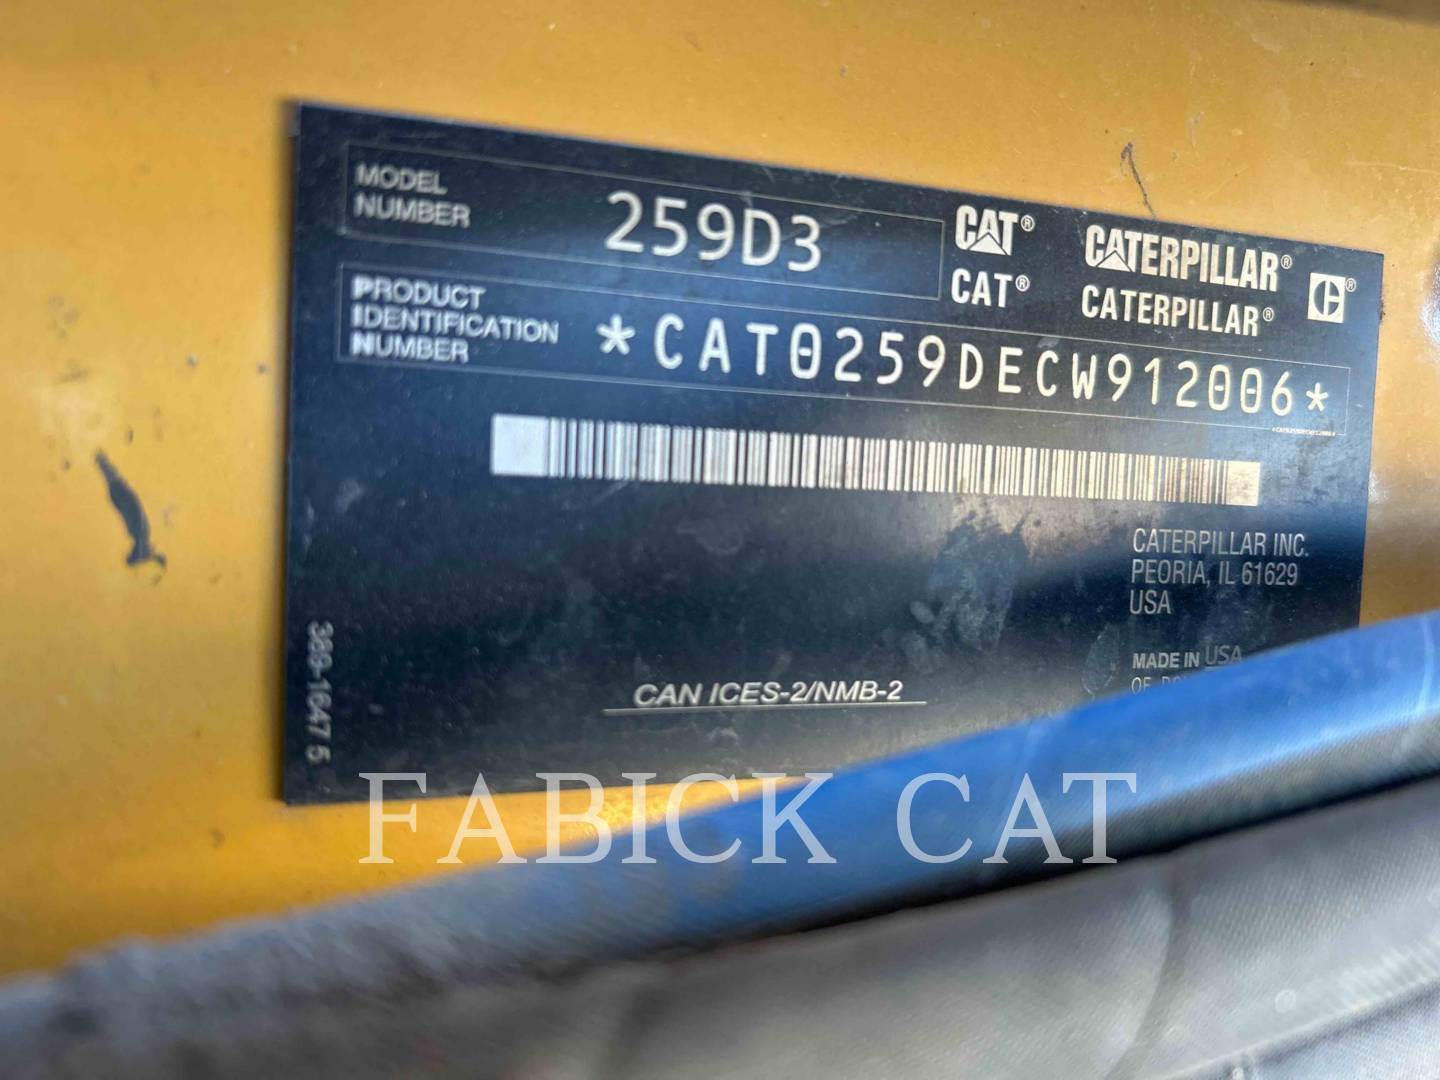 MODEL
NUMBER
259D3
CAT®
CAT®
CATERPILLAR®
CATERPILLAR®
PRODUCT
IDENTIFICATION
NUMBER
*CAT0259DECW912006*
CATERPILLAR INC.
PEORIA, IL 61629
USA
MADE IN USA
OF
CAN ICES-2/NMB-2
389-1647 5
FABICK CAT